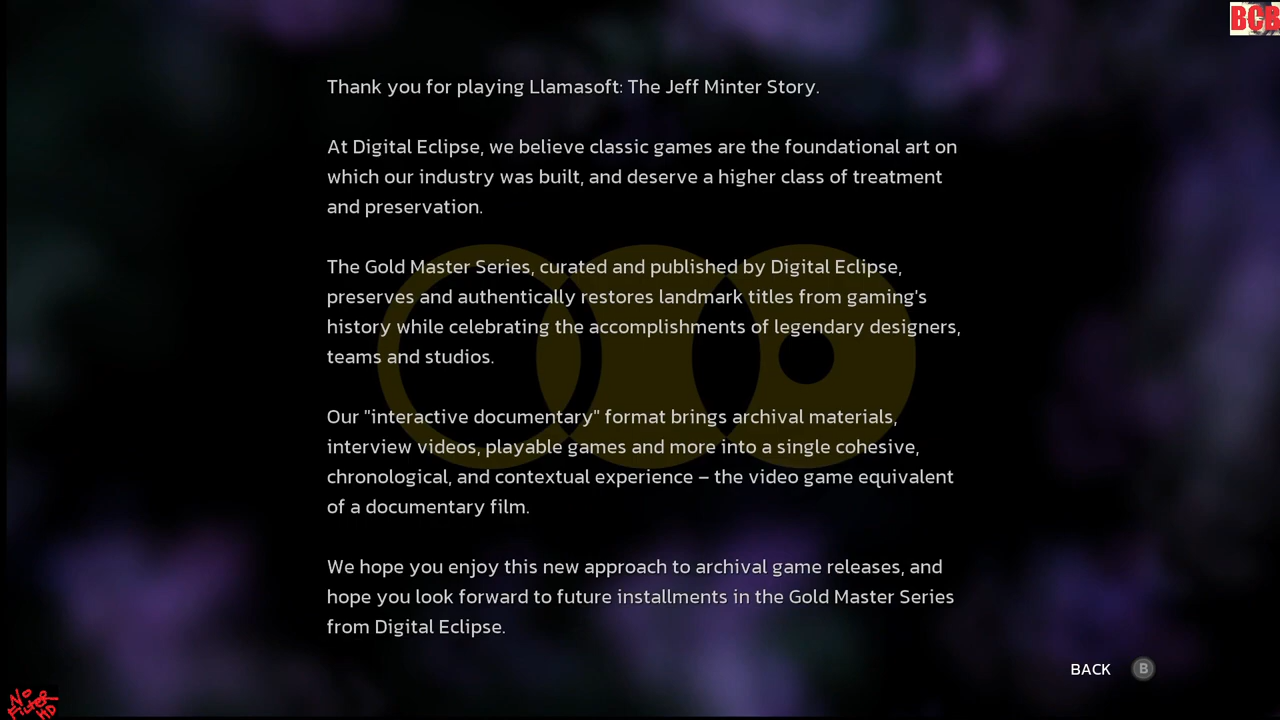 BCB
Thank you for playing Llamasoft: The Jeff Minter Story.
At Digital Eclipse, we believe classic games are the foundational art on
which our industry was built, and deserve a higher class of treatment
and preservation.
The Gold Master Series, curated and published by Digital Eclipse,
preserves and authentically restores landmark titles from gaming's
history while celebrating the accomplishments of legendary designers,
teams and studios.
Our "interactive documentary" format brings archival materials,
interview videos, playable games and more into a single cohesive,
chronological, and contextual experience – the video game equivalent
of a documentary film.
We hope you enjoy this new approach to archival game releases, and
hope you look forward to future installments in the Gold Master Series
from Digital Eclipse.
BACK B
No
Filter
HD